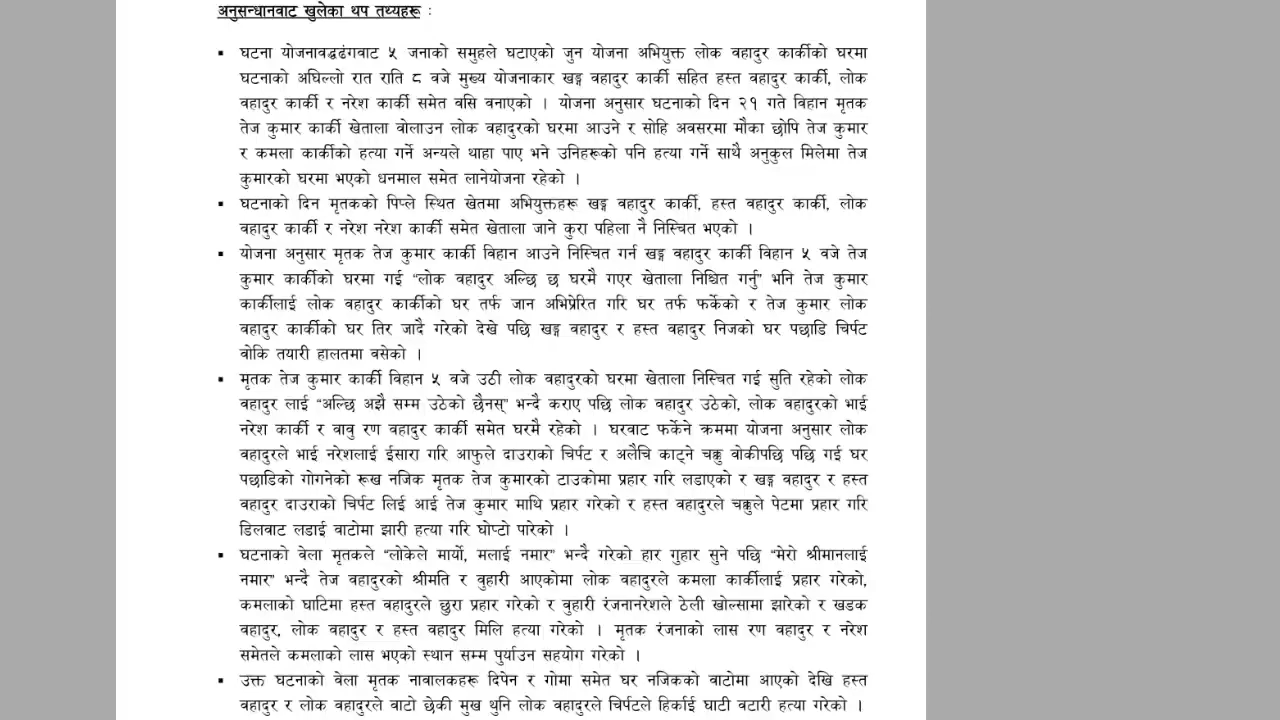 अनुसन्धानवाट खुलेका थप तथ्यहरू :
▪ घटना योजनावद्धढंगवाट ५ जनाको समुहले घटाएको जुन योजना अभियुक्त लोक वहादुर कार्कीको घरमा
घटनाको अघिल्लो रात राति ८ वजे मुख्य योजनाकार खड्ग वहादुर कार्की सहित हस्त वहादुर कार्की, लोक
वहादुर कार्की र नरेश कार्की समेत वसि वनाएको । योजना अनुसार घटनाको दिन २१ गते विहान मृतक
तेज कुमार कार्की खेताला वोलाउन लोक वहादुरको घरमा आउने र सोहि अवसरमा मौका छोपि तेज कुमार
र कमला कार्कीको हत्या गर्ने अन्यले थाहा पाए भने उनिहरूको पनि हत्या गर्ने साथै अनुकुल मिलेमा तेज
कुमारको घरमा भएको धनमाल समेत लानेयोजना रहेको ।
▪ घटनाको दिन मृतकको पिप्ले स्थित खेतमा अभियुक्तहरू खड्ग वहादुर कार्की, हस्त वहादुर कार्की, लोक
वहादुर कार्की र नरेश नरेश कार्की समेत खेताला जाने कुरा पहिला नै निस्चित भएको ।
▪ योजना अनुसार मृतक तेज कुमार कार्की विहान आउने निस्चित गर्न खड्ग वहादुर कार्की विहान ५ वजे तेज
कुमार कार्कीको घरमा गई “लोक वहादुर अल्छि छ घरमै गएर खेताला निश्चित गर्नु” भनि तेज कुमार
कार्कीलाई लोक वहादुर कार्कीको घर तर्फ जान अभिप्रेरित गरि घर तर्फ फर्केको र तेज कुमार लोक
वहादुर कार्कीको घर तिर जादै गरेको देखे पछि खड्ग वहादुर र हस्त वहादुर निजको घर पछाडि चिर्पट
वोकि तयारी हालतमा वसेको ।
▪ मृतक तेज कुमार कार्की विहान ५ वजे उठी लोक वहादुरको घरमा खेताला निस्चित गई सुति रहेको लोक
वहादुर लाई “अल्छि अझै सम्म उठेको छैनस्” भन्दै कराए पछि लोक वहादुर उठेको, लोक वहादुरको भाई
नरेश कार्की र वावु रण वहादुर कार्की समेत घरमै रहेको । घरवाट फर्केने क्रममा योजना अनुसार लोक
वहादुरले भाई नरेशलाई ईसारा गरि आफुले दाउराको चिर्पट र अलैचि काट्ने चक्कु वोकीपछि पछि गई घर
पछाडिको गोगनेको रूख नजिक मृतक तेज कुमारको टाउकोमा प्रहार गरि लडाएको र खड्ग वहादुर र हस्त
वहादुर दाउराको चिर्पट लिई आई तेज कुमार माथि प्रहार गरेको र हस्त वहादुरले चक्कुले पेटमा प्रहार गरि
डिलवाट लडाई वाटोमा झारी हत्या गरि घोप्टो पारेको ।
▪ घटनाको वेला मृतकले “लोकेले मार्यो, मलाई नमार” भन्दै गरेको हार गुहार सुने पछि “मेरो श्रीमानलाई
नमार” भन्दै तेज वहादुरको श्रीमति र वुहारी आएकोमा लोक वहादुरले कमला कार्कीलाई प्रहार गरेको,
कमलाको घाटिमा हस्त वहादुरले छुरा प्रहार गरेको र वुहारी रंजनानरेशले ठेली खोल्सामा झारेको र खडक
वहादुर, लोक वहादुर र हस्त वहादुर मिलि हत्या गरेको । मृतक रंजनाको लास रण वहादुर र नरेश
समेतले कमलाको लास भएको स्थान सम्म पुर्याउन सहयोग गरेको ।
▪ उक्त घटनाको वेला मृतक नावालकहरू दिपेन र गोमा समेत घर नजिकको वाटोमा आएको देखि हस्त
वहादुर र लोक वहादुरले वाटो छेकी मुख थुनि लोक वहादुरले चिर्पटले हिर्काई घाटी वटारी हत्या गरेको ।